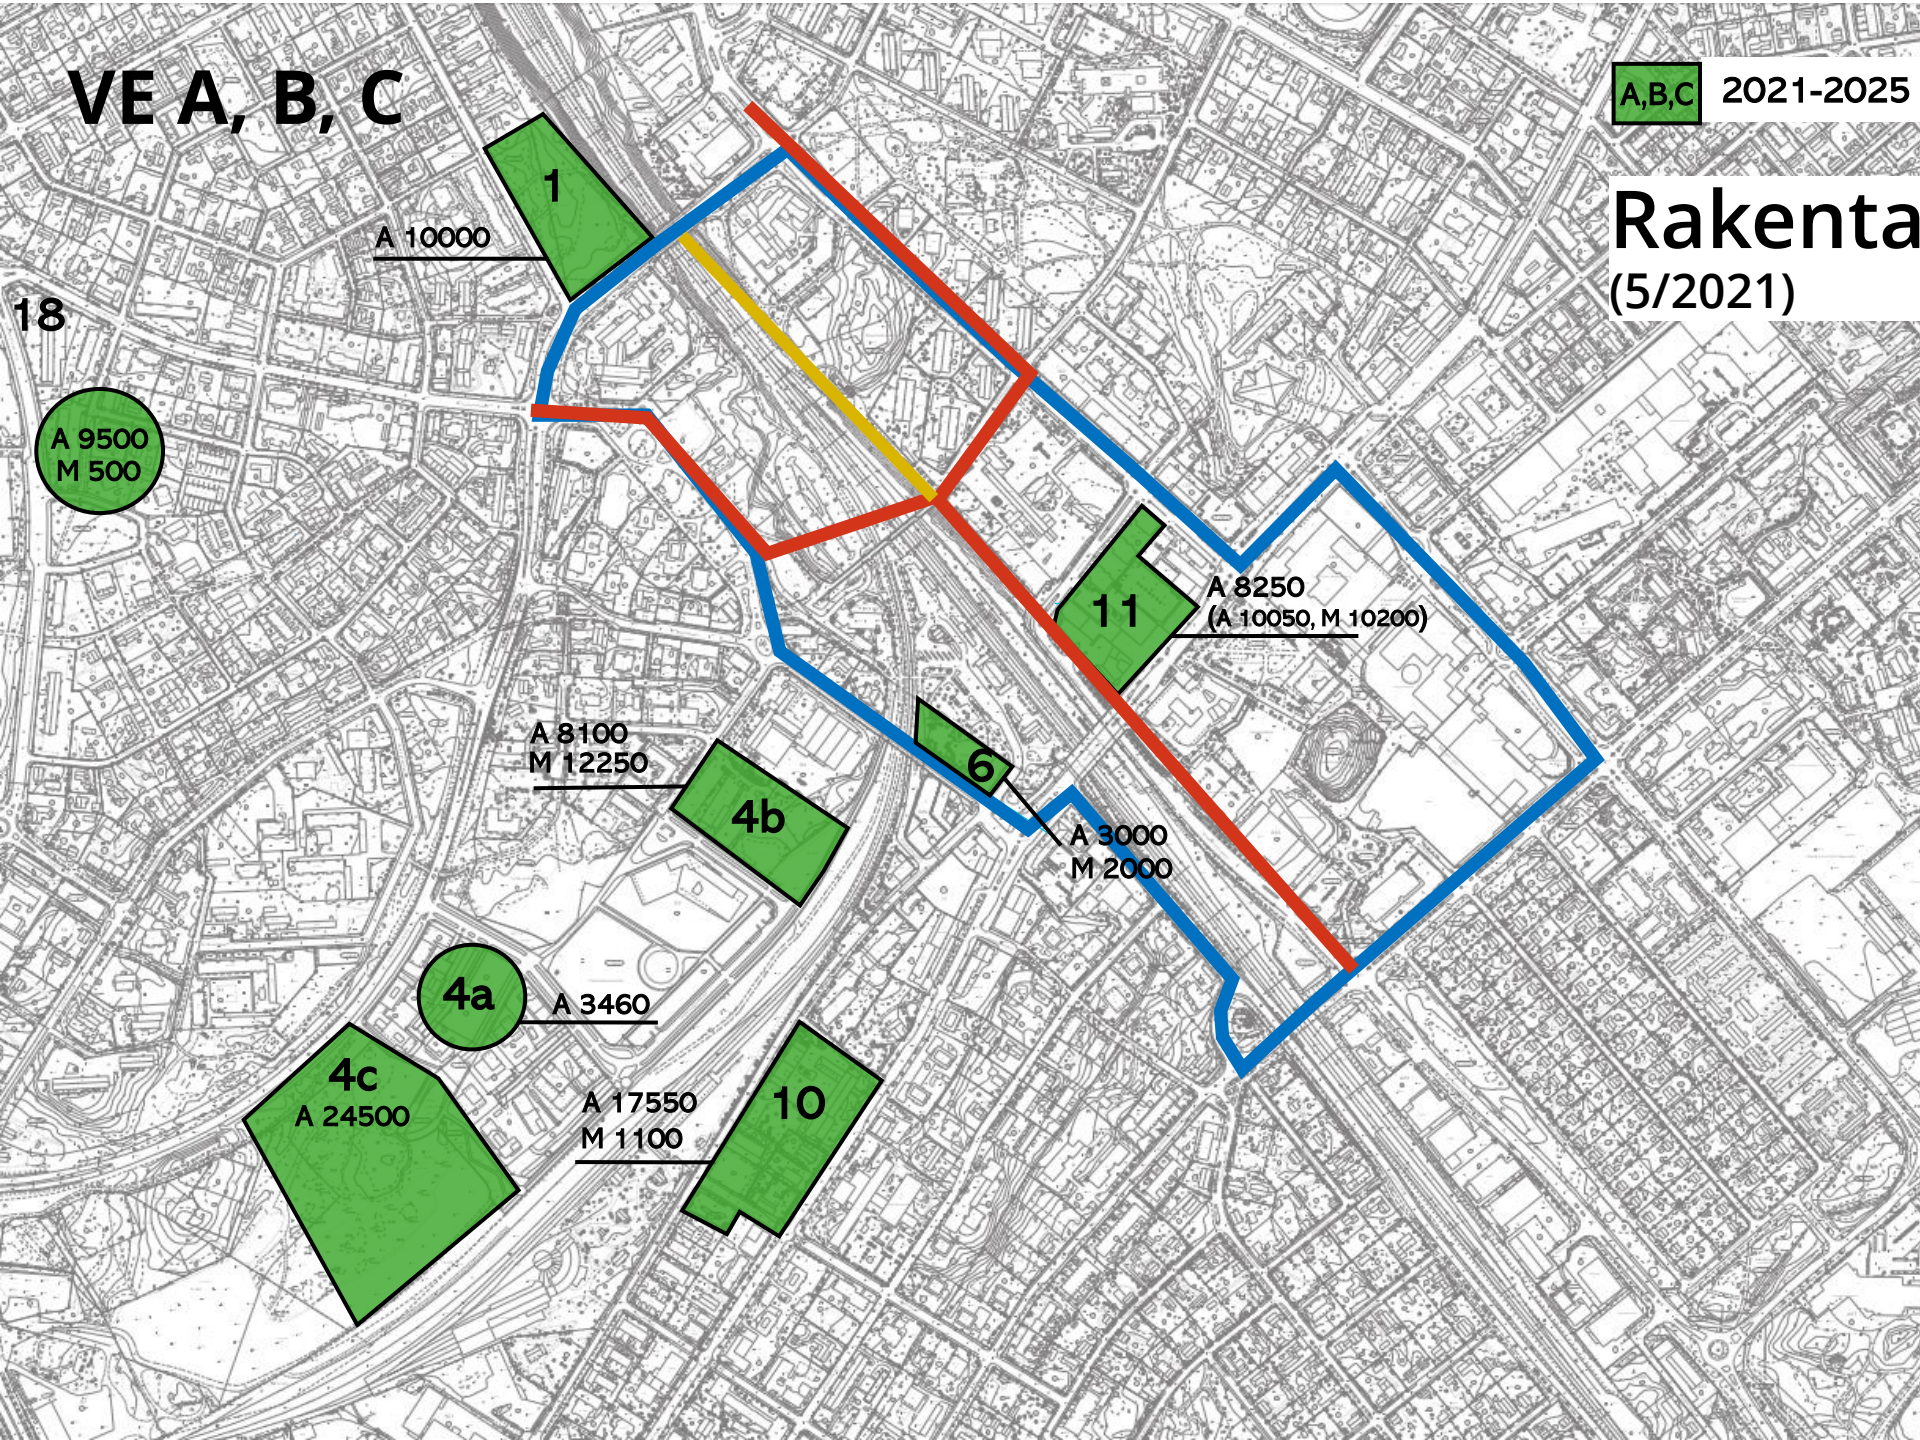 VE A, B, C
A,B,C 2021-2025
Rakenta
(5/2021)
1
A 10000
18
A 9500
M 500
11
A 8250
(A 10050, M 10200)
A 8100
M 12250
4b
6
A 3000
M 2000
4a
A 3460
4c
A 24500
A 17550
M 1100
10